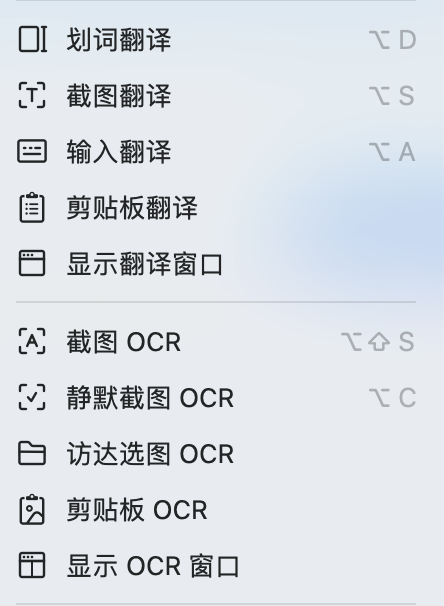 划词翻译 ⌥ D
截图翻译 ⌥ S
输入翻译 ⌥ A
剪贴板翻译
显示翻译窗口
截图 OCR ⌥⇧ S
静默截图 OCR ⌥ C
访达选图 OCR
剪贴板 OCR
显示 OCR 窗口